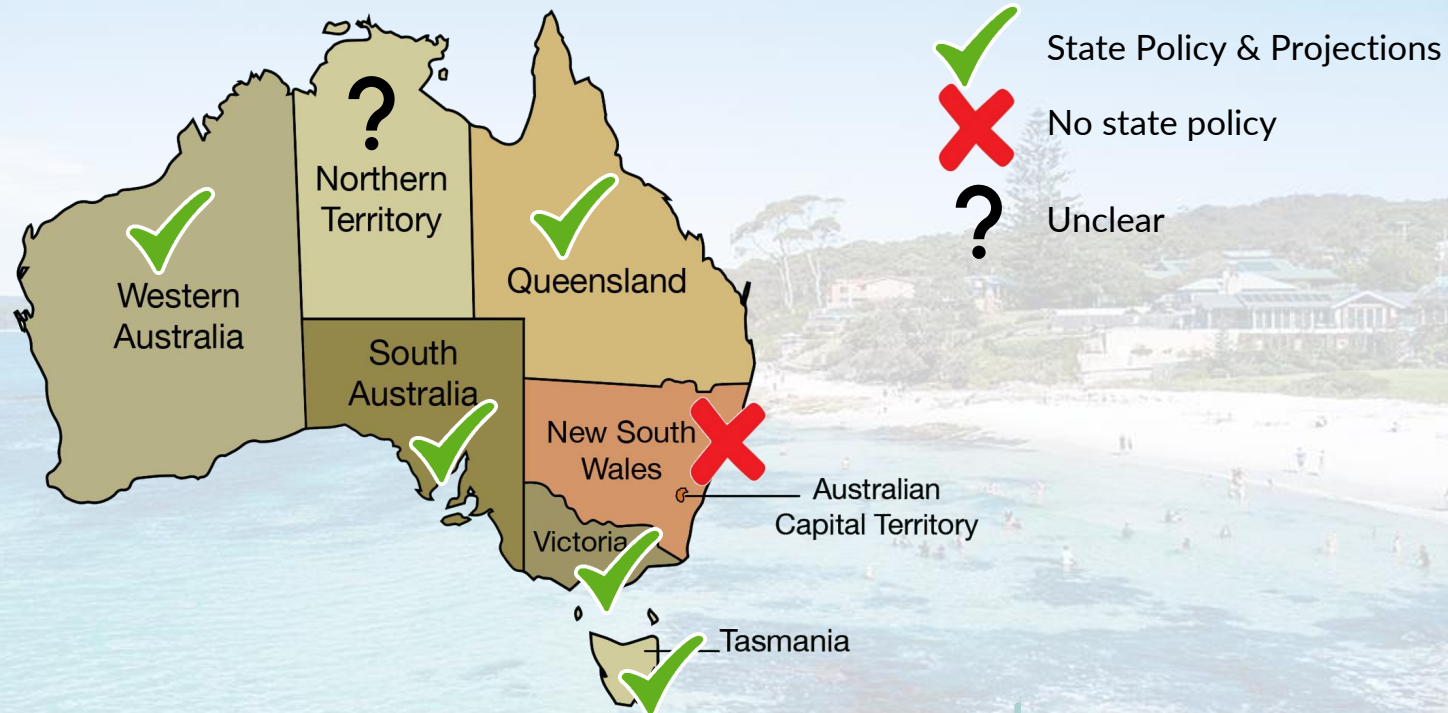 State Policy & Projections
No state policy
?
Unclear
?
Northern
Territory
Western
Australia
Queensland
South
Australia
New South
Wales
Australian
Capital Territory
Victoria
Tasmania